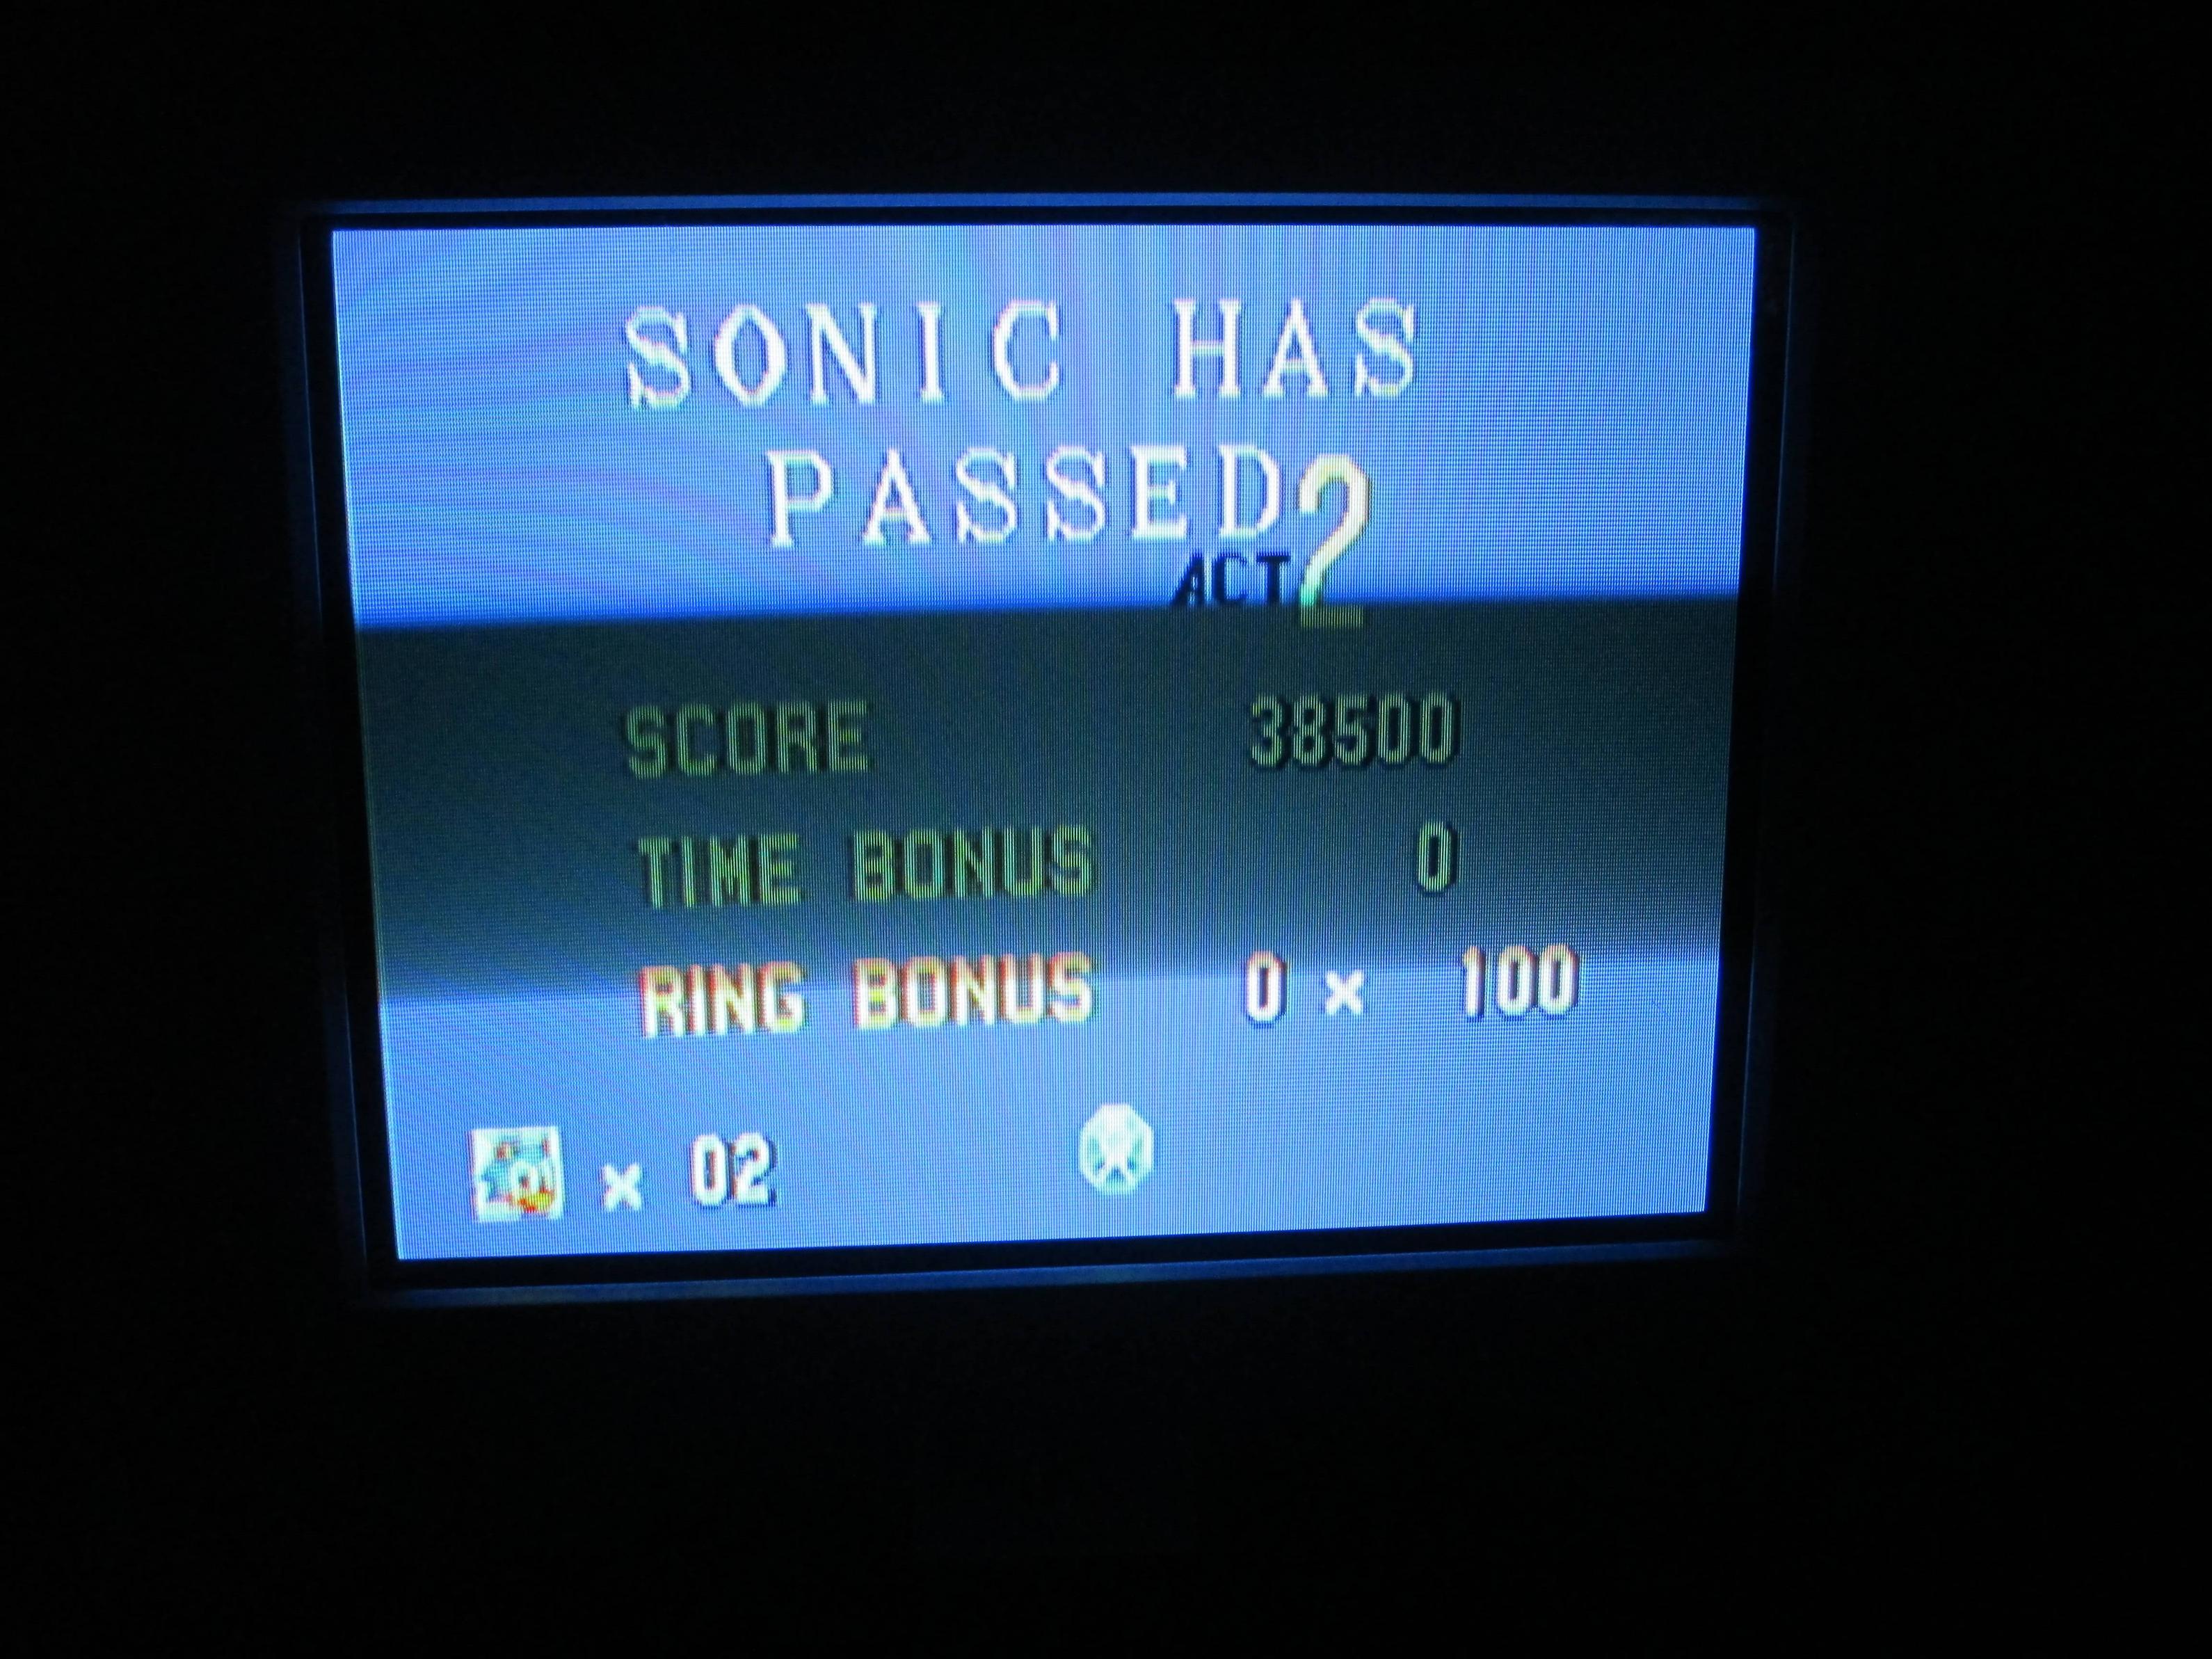 SONIC HAS
PASSED
ACT 2
SCORE 38500
TIME BONUS 0
RING BONUS 0 × 100
× 02